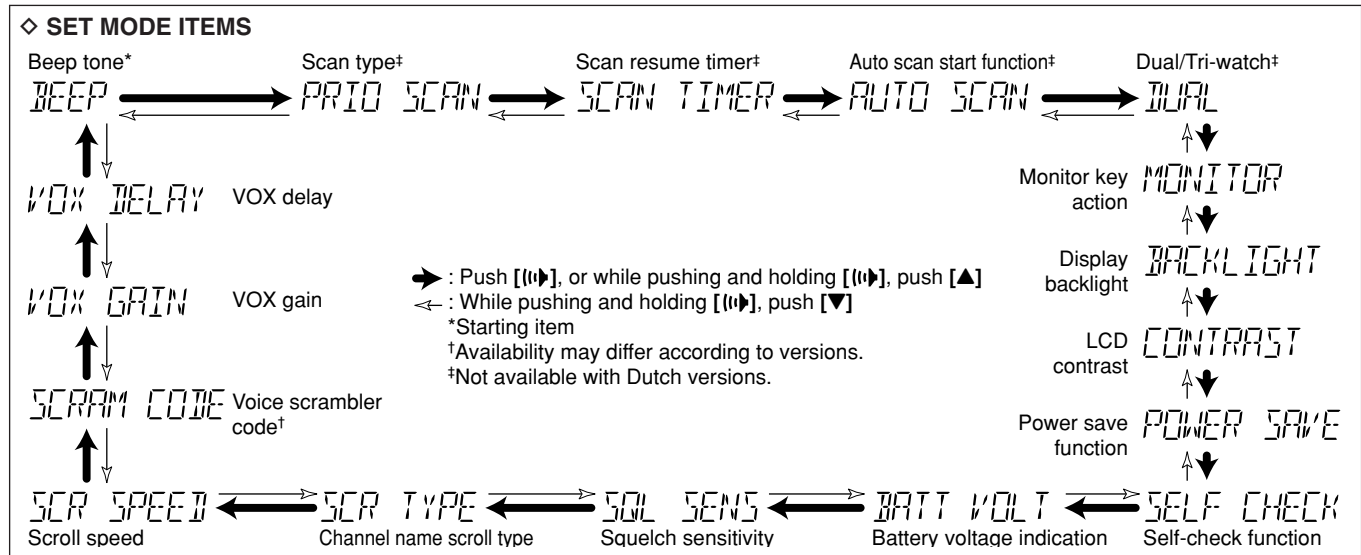 ◇ SET MODE ITEMS
Beep tone* Scan type‡ Scan resume timer‡ Auto scan start function‡ Dual/Tri-watch‡
BEEP PRIO SCAN SCAN TIMER AUTO SCAN DUAL
Monitor key action MONITOR
VOX DELAY VOX delay
Display backlight BACKLIGHT
: Push [((ı))], or while pushing and holding [((ı))], push [▲]
VOX GAIN VOX gain
: While pushing and holding [((ı))], push [▼]
*Starting item
†Availability may differ according to versions.
‡Not available with Dutch versions.
LCD contrast CONTRAST
SCRAM CODE Voice scrambler code†
Power save function POWER SAVE
SCR SPEED SCR TYPE SQL SENS BATT VOLT SELF CHECK
Scroll speed Channel name scroll type Squelch sensitivity Battery voltage indication Self-check function